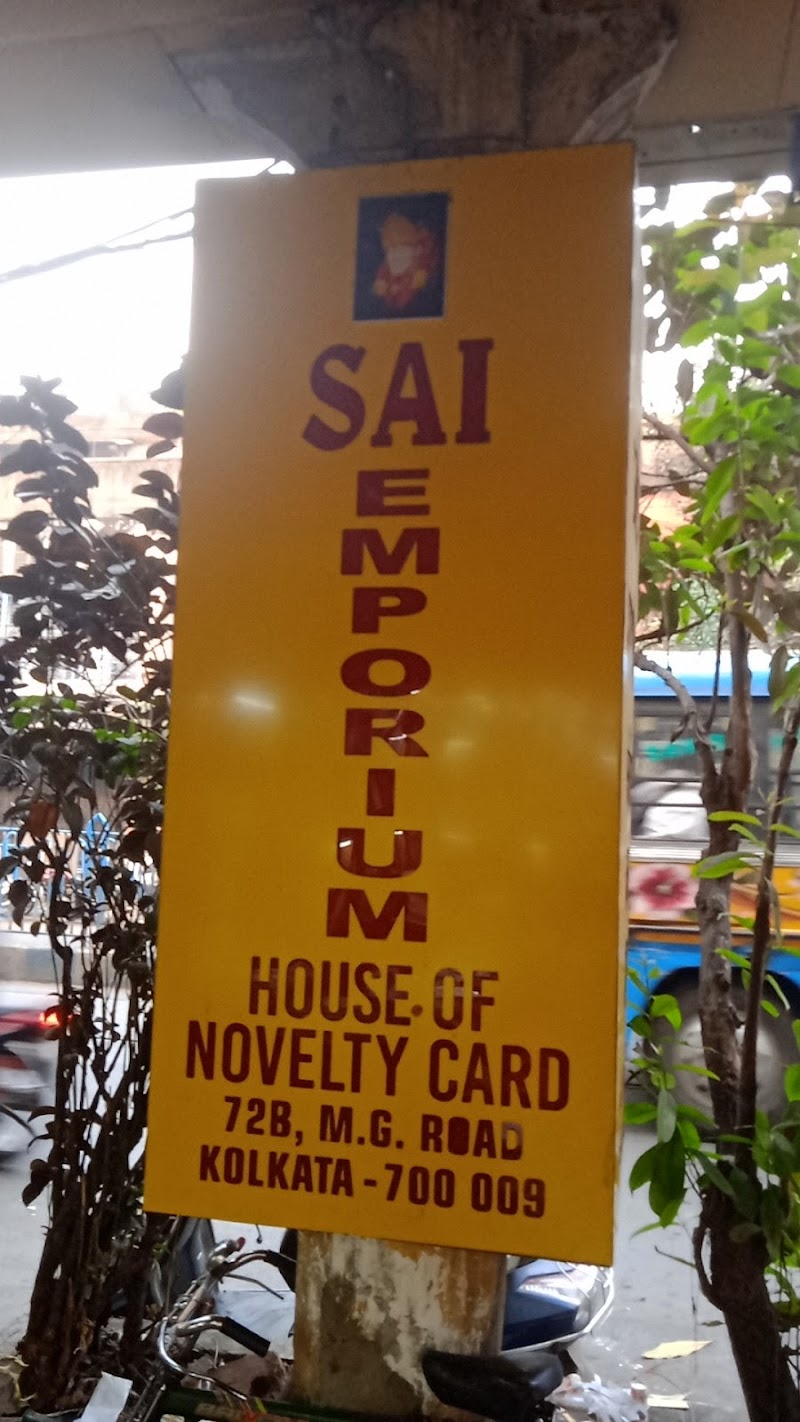 SAI
EMPORIUM
HOUSE OF
NOVELTY CARD
72B, M.G. ROAD
KOLKATA - 700 009